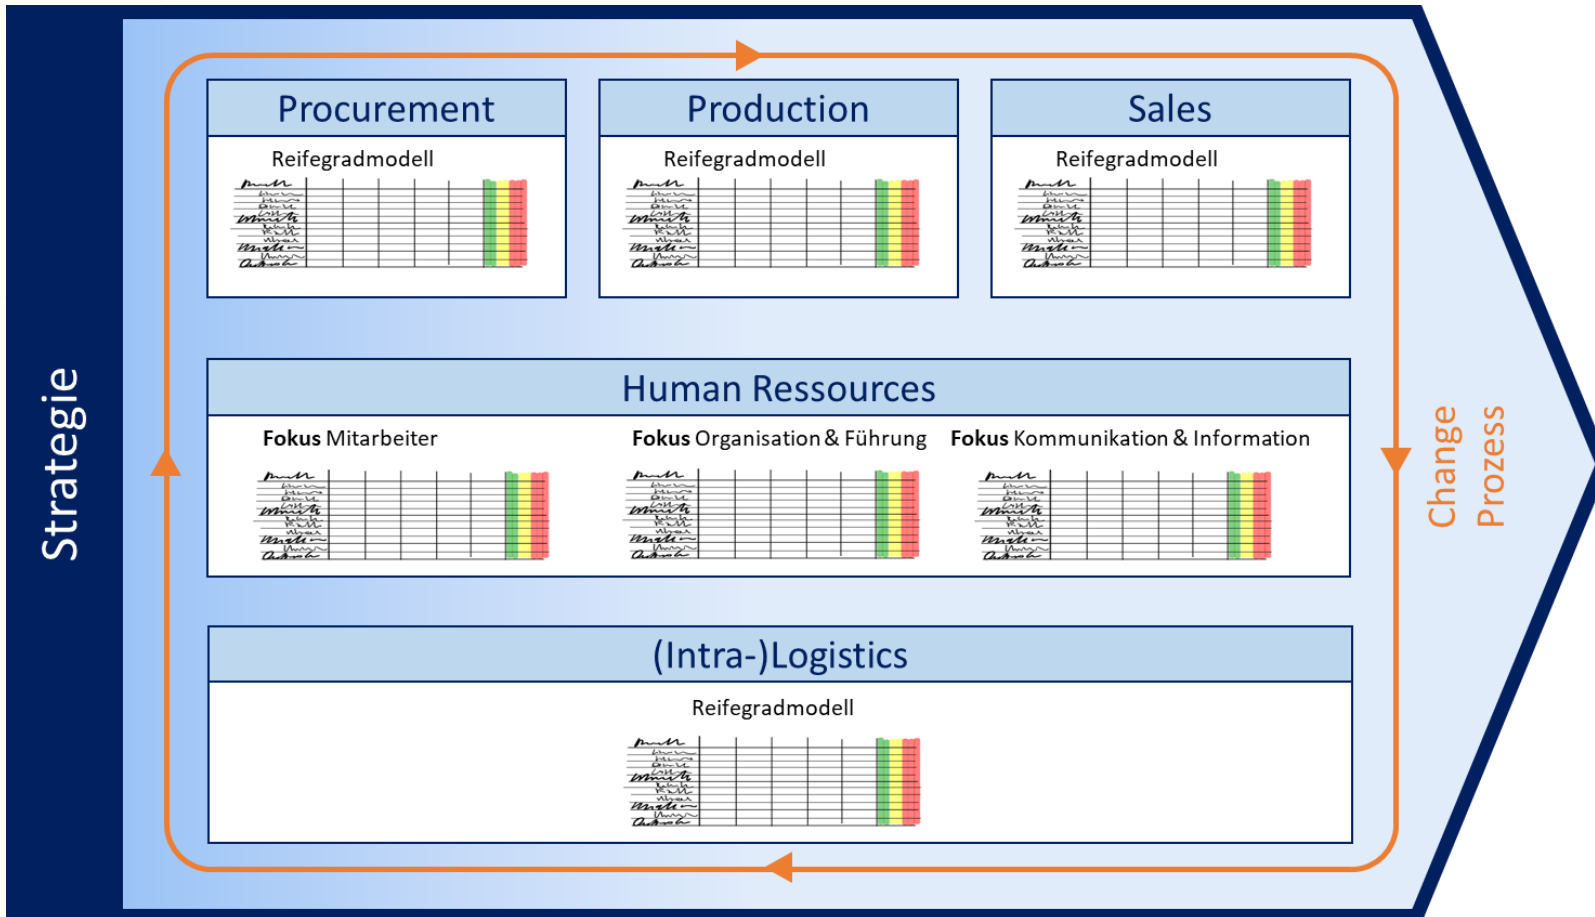 Strategie
Procurement
Reifegradmodell
Production
Reifegradmodell
Sales
Reifegradmodell
Human Ressources
Fokus Mitarbeiter
Fokus Organisation & Führung
Fokus Kommunikation & Information
(Intra-)Logistics
Reifegradmodell
Change
Prozess